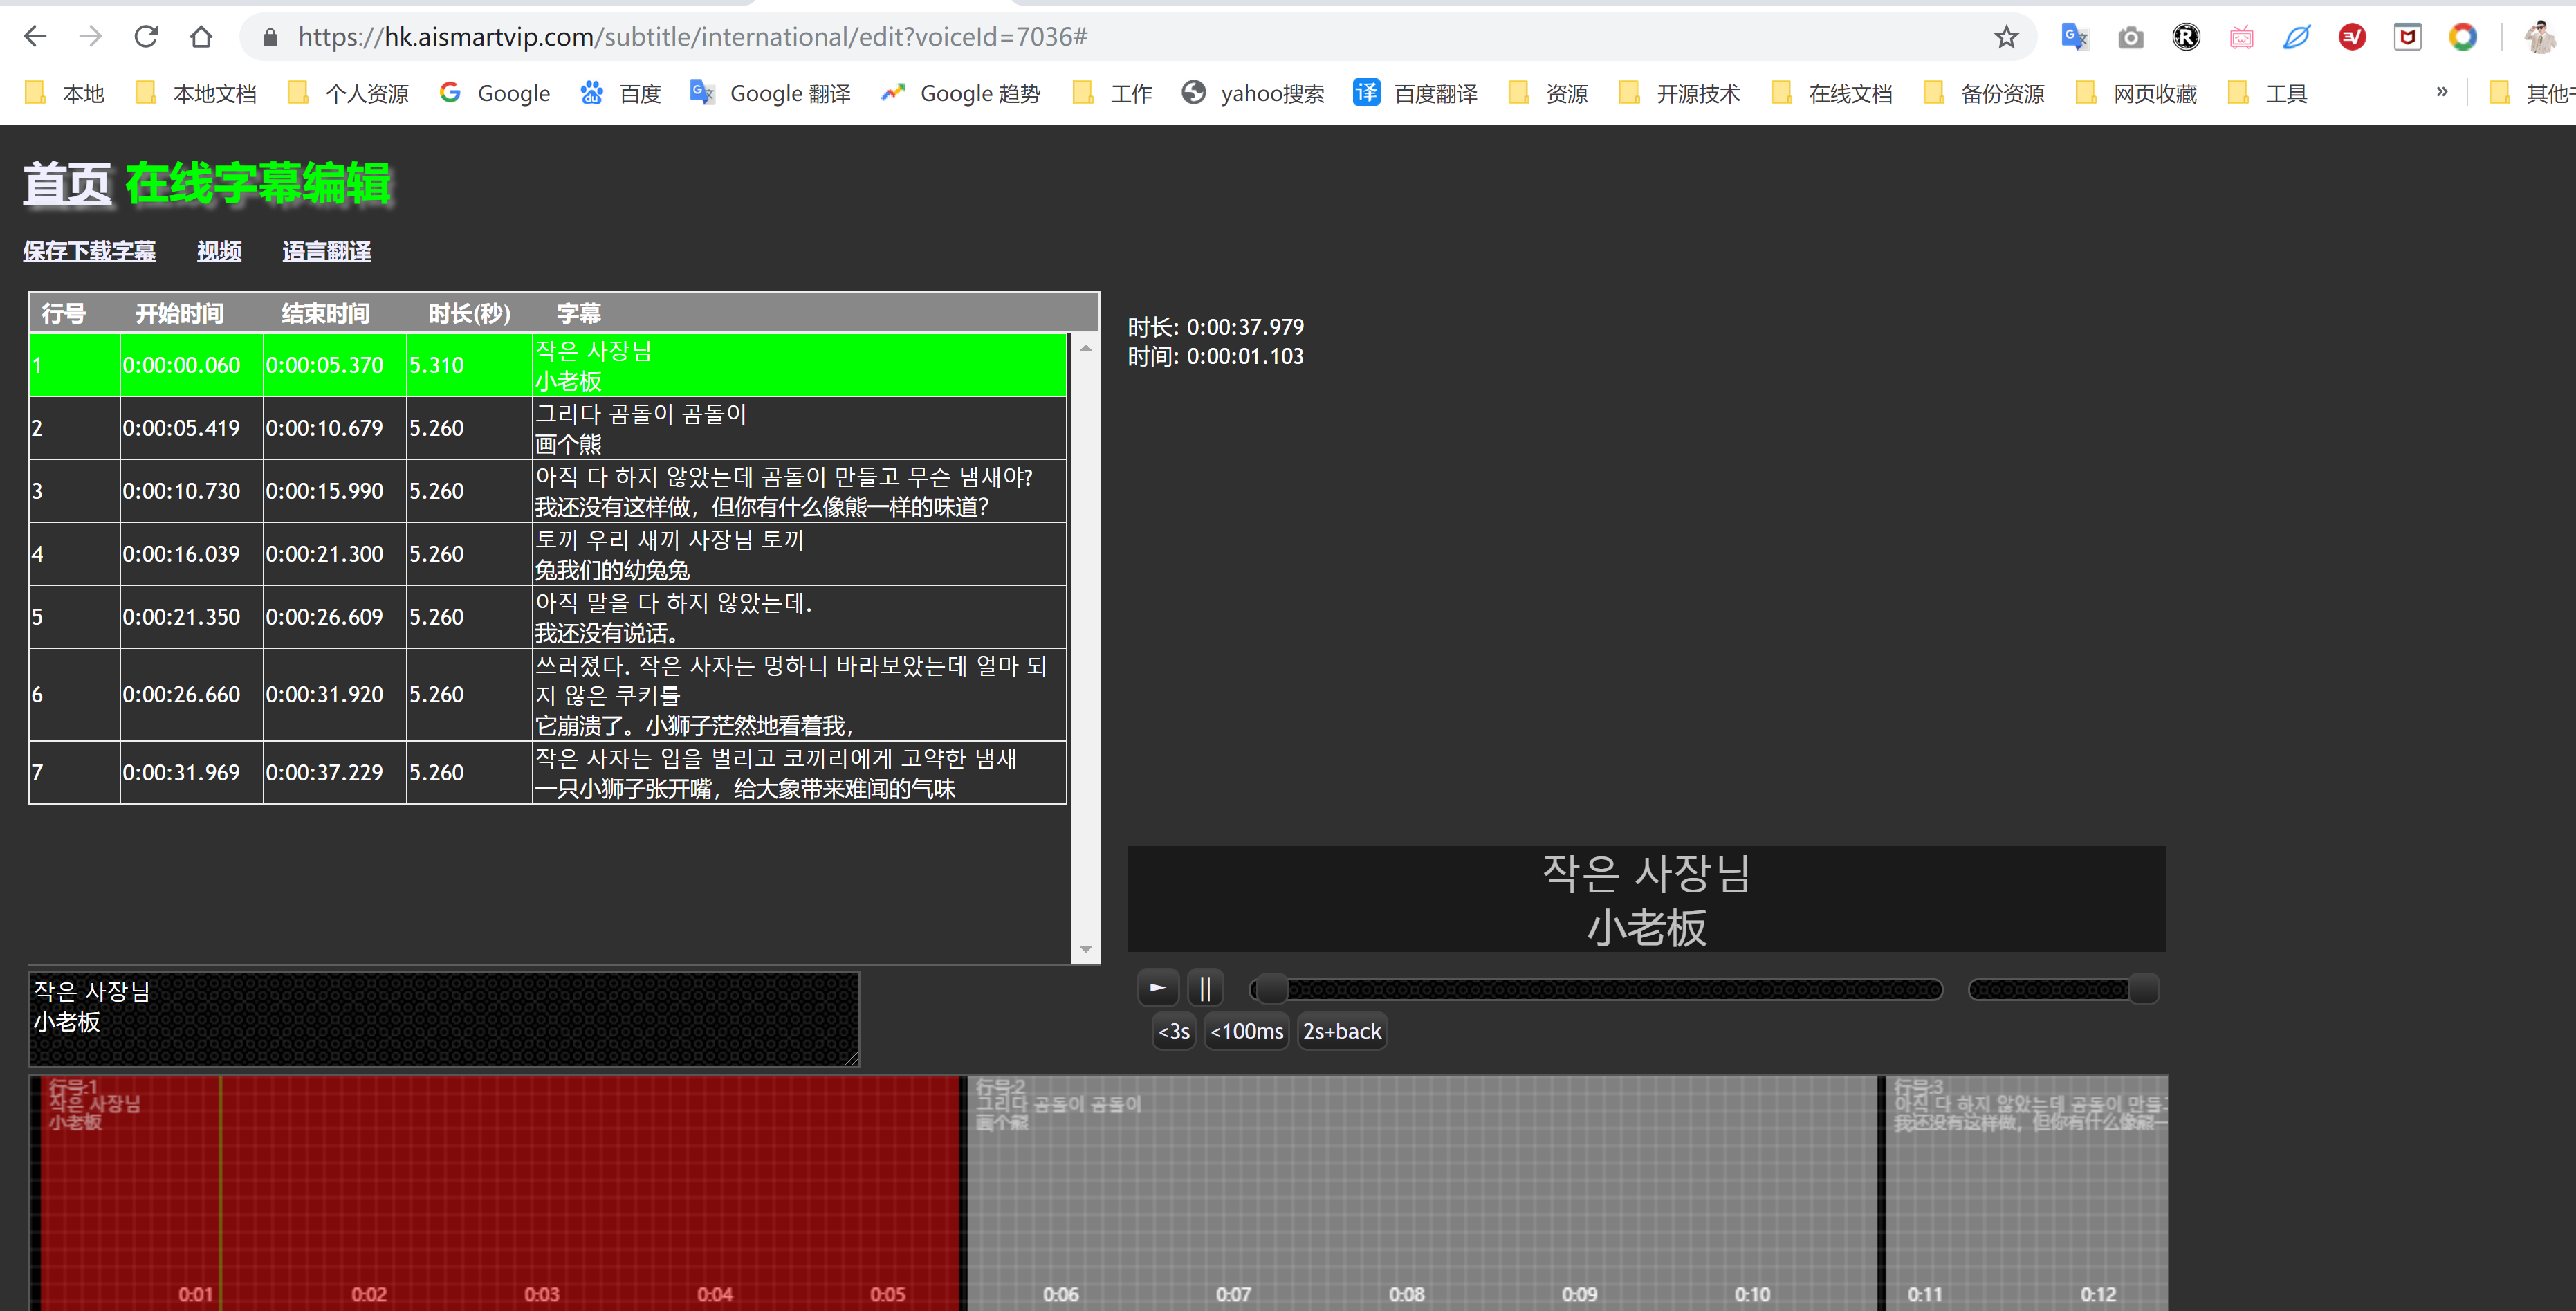 https://hk.aismartvip.com/subtitle/international/edit?voiceId=7036#
本地 本地文档 个人资源 Google 百度 Google 翻译 Google 趋势 工作 yahoo搜索 百度翻译 资源 开源技术 在线文档 备份资源 网页收藏 工具 » 其他
首页 在线字幕编辑
保存下载字幕 视频 语言翻译
行号 开始时间 结束时间 时长(秒) 字幕
1 0:00:00.060 0:00:05.370 5.310 작은 사장님
小老板
2 0:00:05.419 0:00:10.679 5.260 그리다 곰돌이 곰돌이
画个熊
3 0:00:10.730 0:00:15.990 5.260 아직 다 하지 않았는데 곰돌이 만들고 무슨 냄새야?
我还没有这样做，但你有什么像熊一样的味道？
4 0:00:16.039 0:00:21.300 5.260 토끼 우리 새끼 사장님 토끼
兔我们的幼兔兔
5 0:00:21.350 0:00:26.609 5.260 아직 말을 다 하지 않았는데.
我还没有说话。
6 0:00:26.660 0:00:31.920 5.260 쓰러졌다. 작은 사자는 멍하니 바라보았는데 얼마 되
지 않은 쿠키를
它崩溃了。小狮子茫然地看着我，
7 0:00:31.969 0:00:37.229 5.260 작은 사자는 입을 벌리고 코끼리에게 고약한 냄새
一只小狮子张开嘴，给大象带来难闻的气味
时长: 0:00:37.979
时间: 0:00:01.103
작은 사장님
小老板
<3s <100ms 2s+back
작은 사장님
小老板
行号:1
작은 사장님
小老板
行号:2
그리다 곰돌이 곰돌이
画个熊
行号:3
아직 다 하지 않았는데 곰돌이 만들
我还没有这样做，但你有什么像熊一
0:01 0:02 0:03 0:04 0:05 0:06 0:07 0:08 0:09 0:10 0:11 0:12